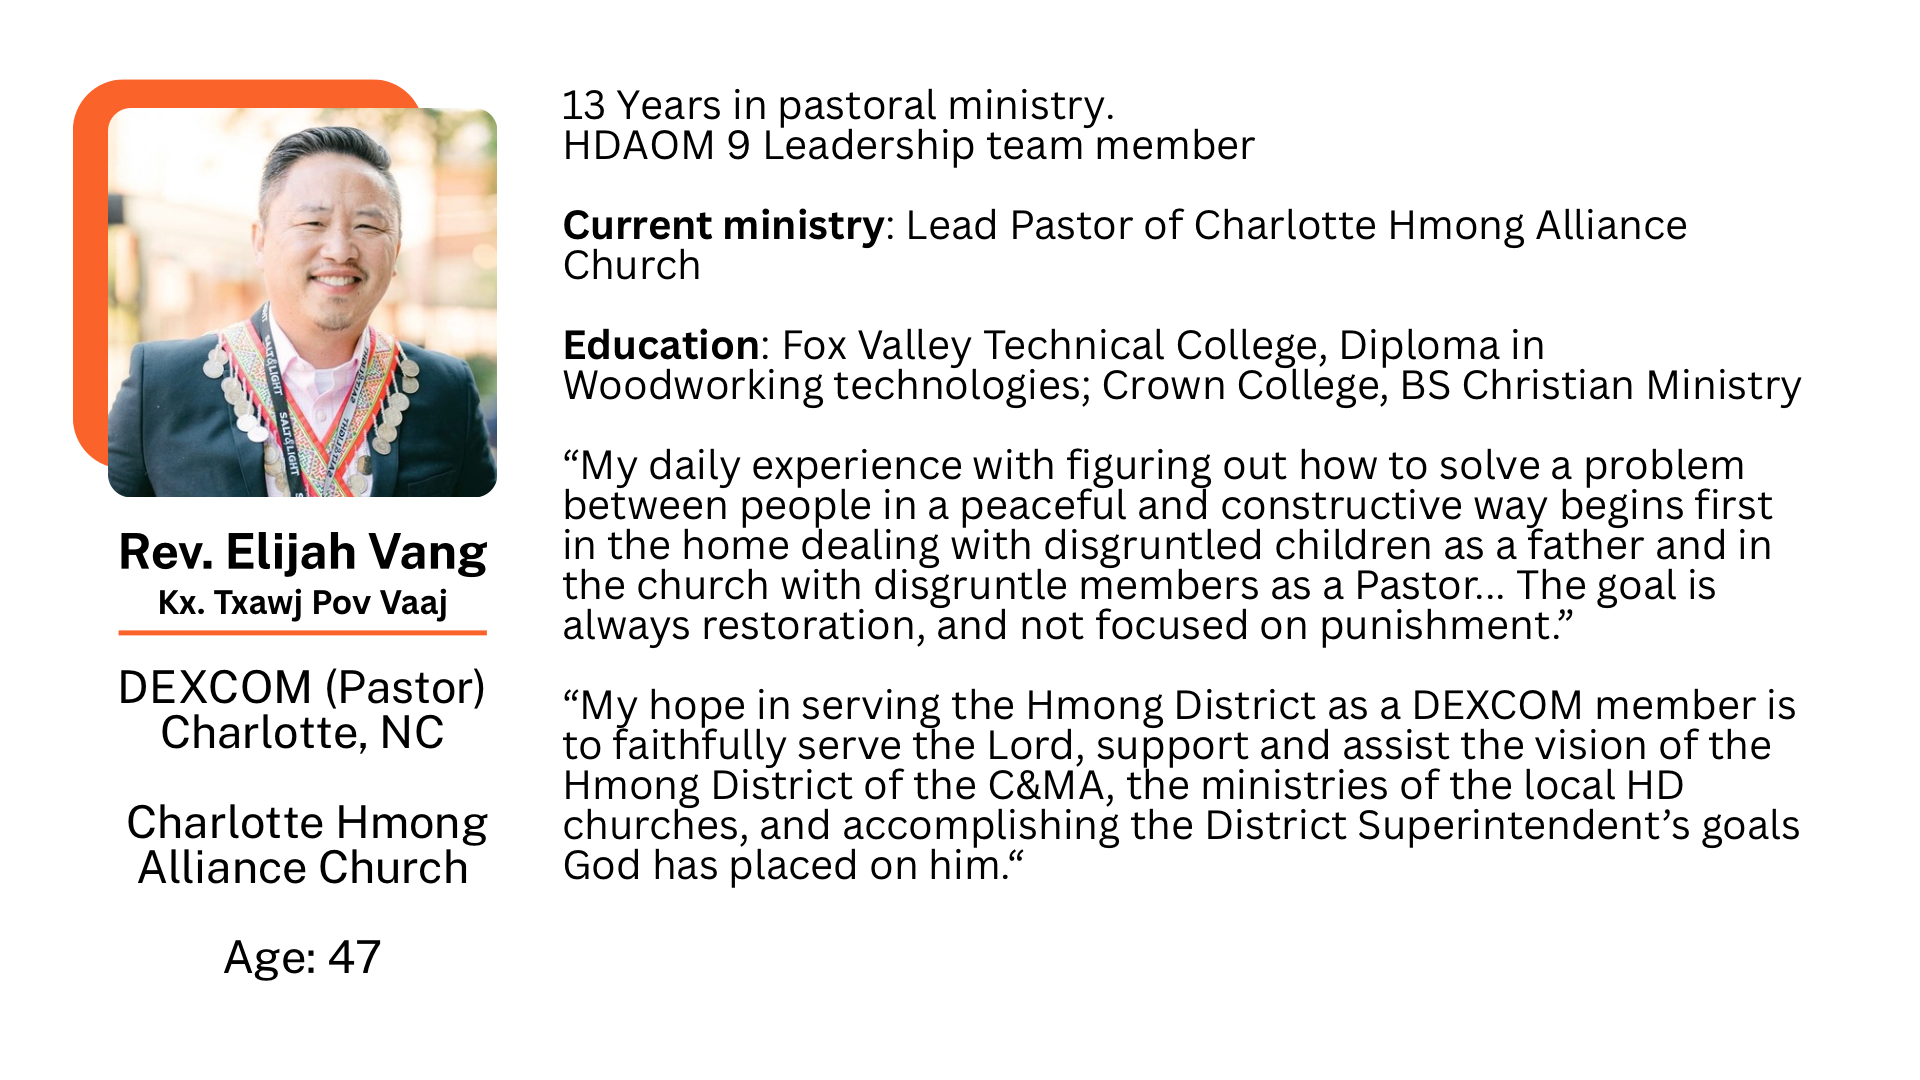 13 Years in pastoral ministry.
HDAOM 9 Leadership team member
Current ministry: Lead Pastor of Charlotte Hmong Alliance
Church
Education: Fox Valley Technical College, Diploma in
Woodworking technologies; Crown College, BS Christian Ministry
“My daily experience with figuring out how to solve a problem
between people in a peaceful and constructive way begins first
in the home dealing with disgruntled children as a father and in
the church with disgruntle members as a Pastor... The goal is
always restoration, and not focused on punishment.”
“My hope in serving the Hmong District as a DEXCOM member is
to faithfully serve the Lord, support and assist the vision of the
Hmong District of the C&MA, the ministries of the local HD
churches, and accomplishing the District Superintendent’s goals
God has placed on him.“
SALT&LIGHT
SALT&LIGHT
Rev. Elijah Vang
Kx. Txawj Pov Vaaj
DEXCOM (Pastor)
Charlotte, NC
Charlotte Hmong
Alliance Church
Age: 47